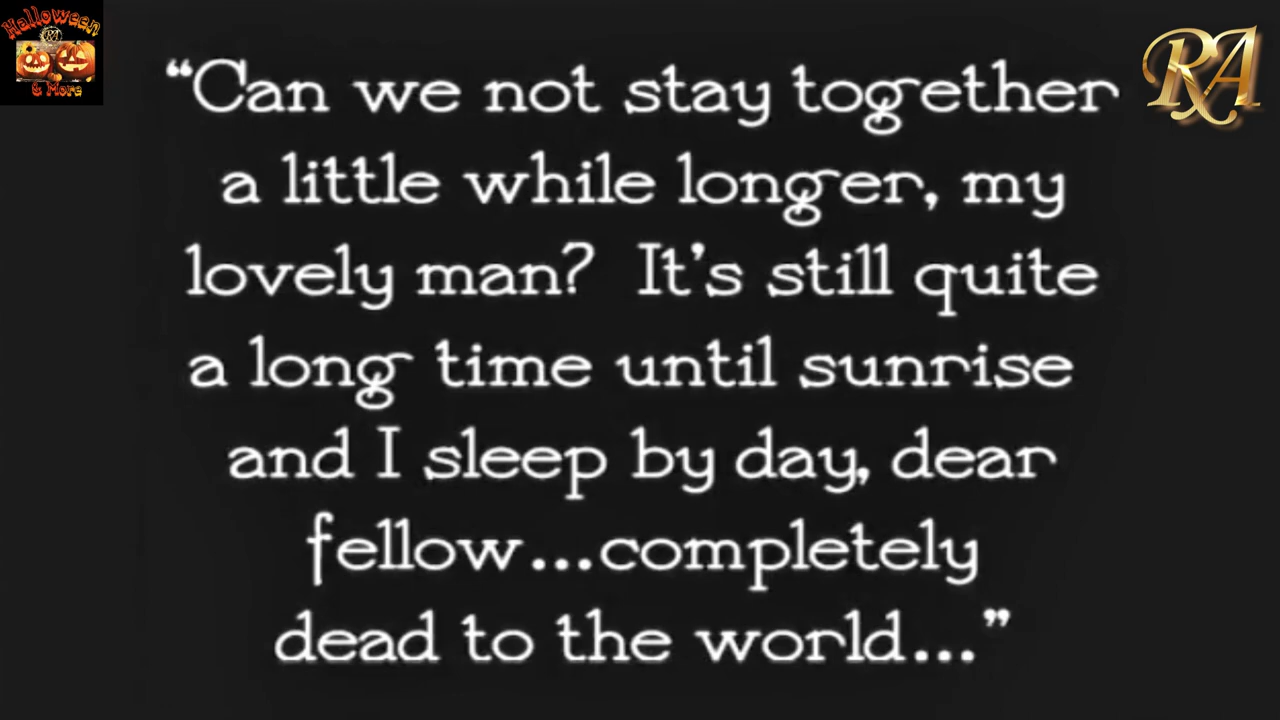 Halloween
RA
& More
RA
“Can we not stay together
a little while longer, my
lovely man?  It’s still quite
a long time until sunrise
and I sleep by day, dear
fellow...completely
dead to the world...”